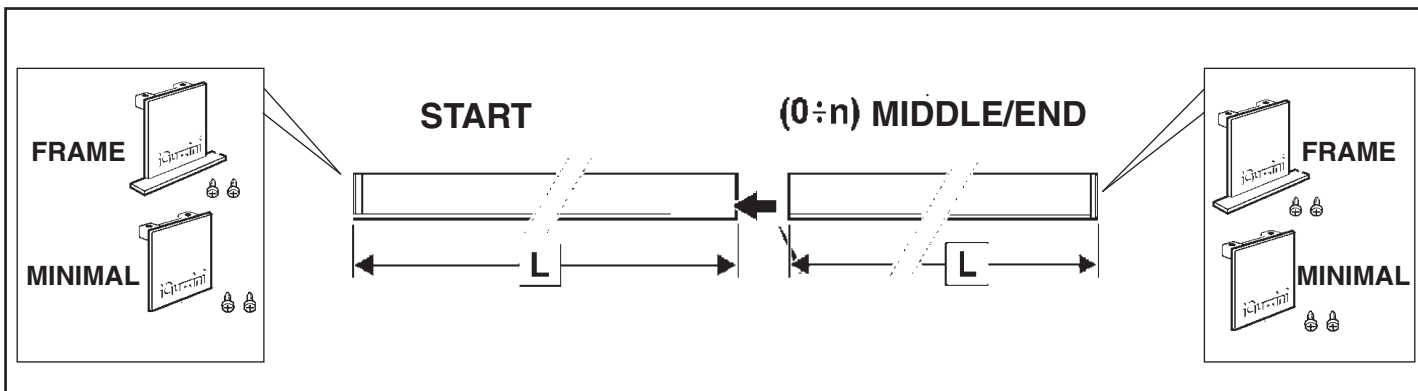 START
(0÷n) MIDDLE/END
FRAME
MINIMAL
L
L
FRAME
MINIMAL